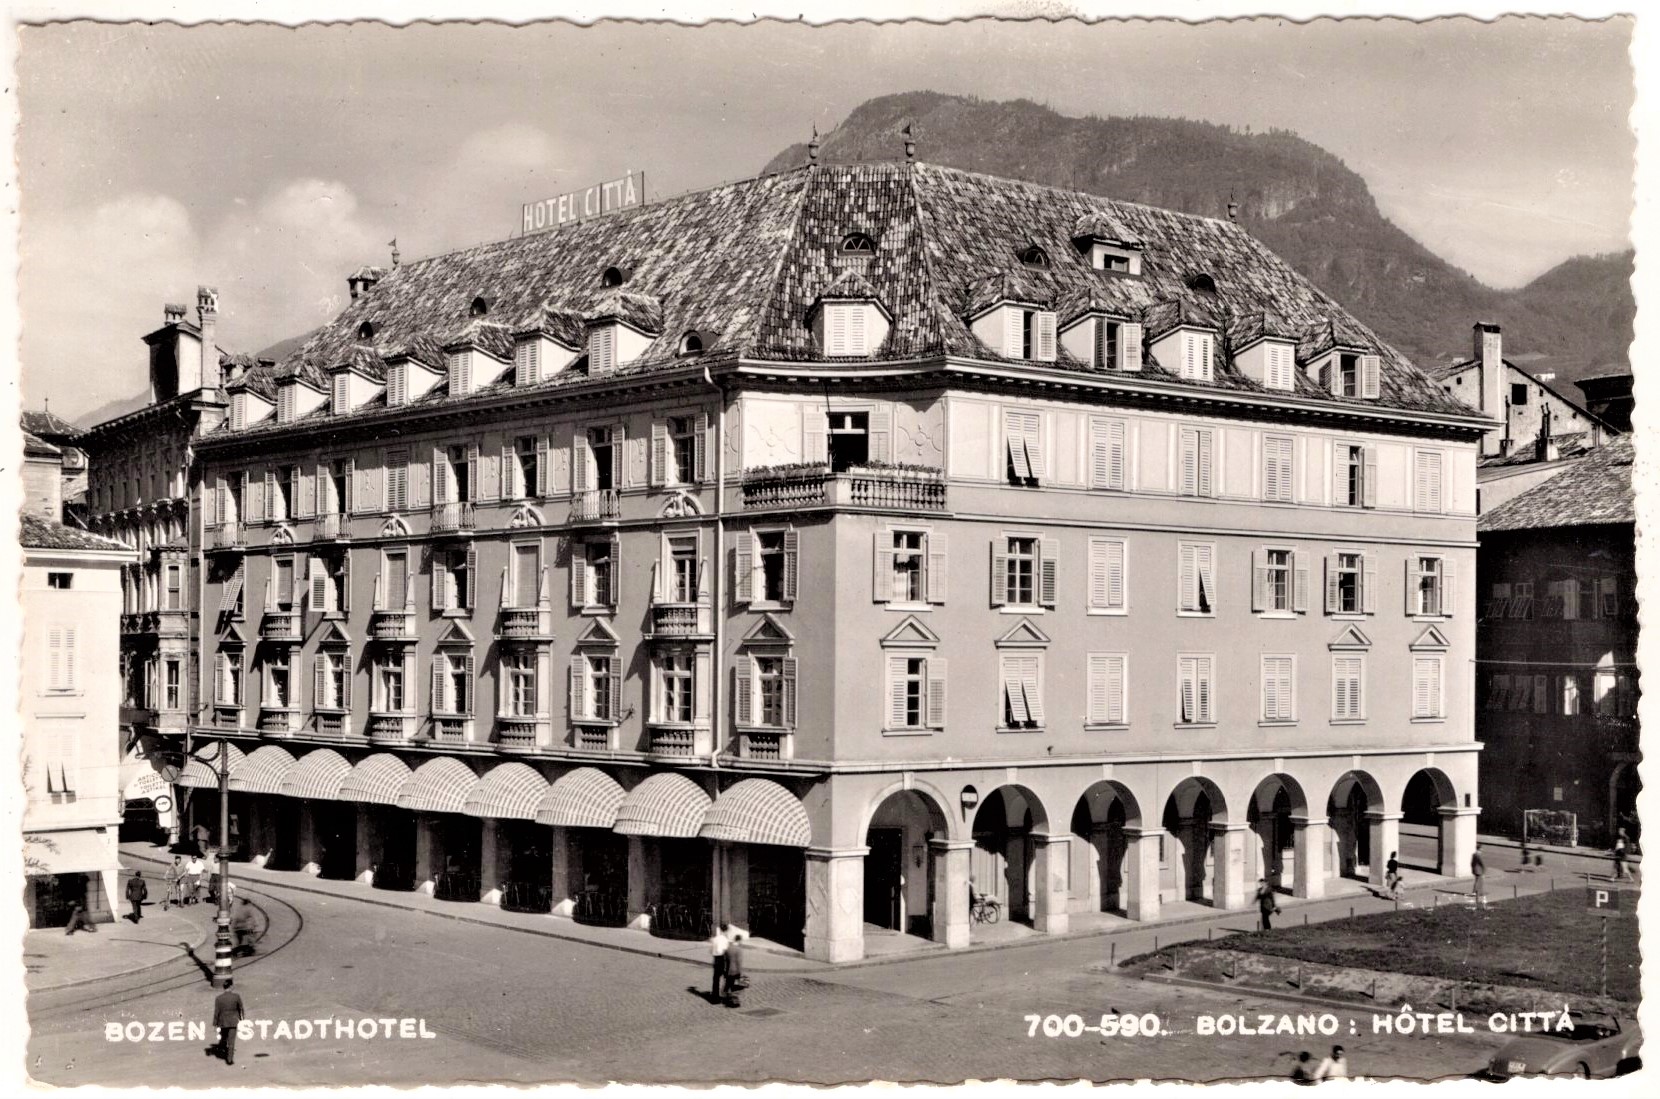 HOTEL CITTÀ
P
BOZEN : STADTHOTEL
700-590. BOLZANO : HÔTEL CITTÀ